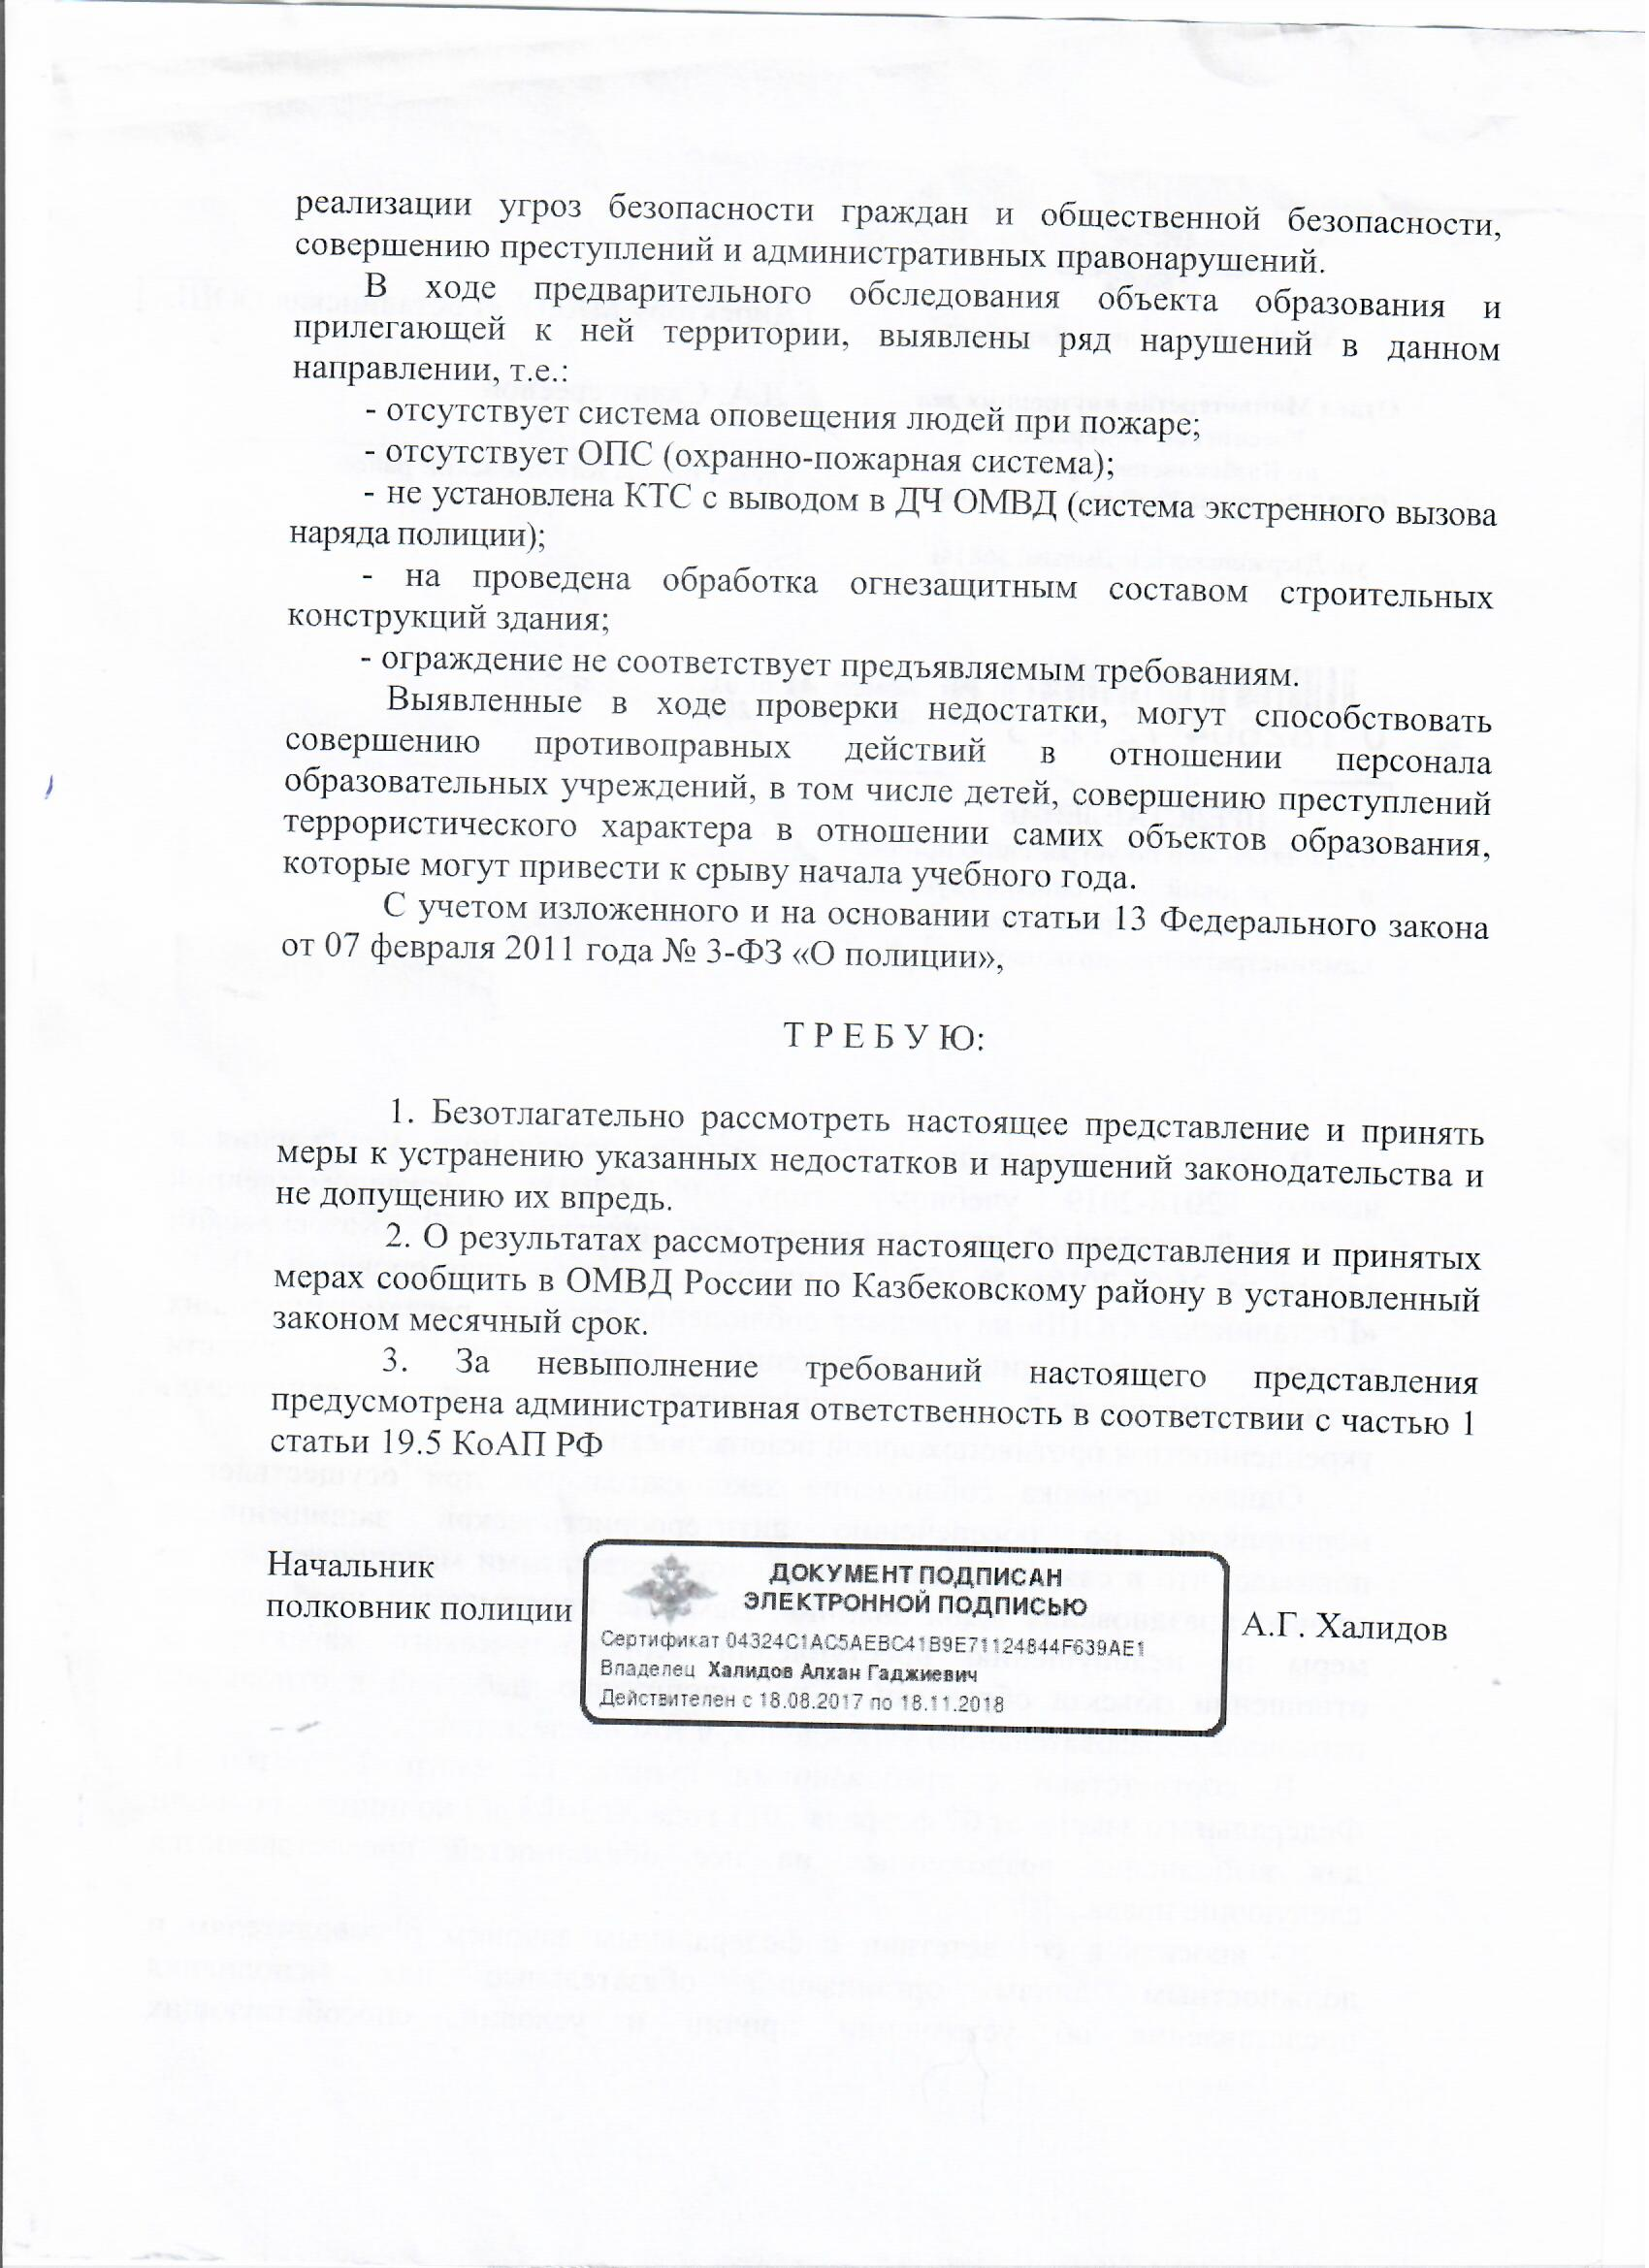 реализации угроз безопасности граждан и общественной безопасности,
совершению преступлений и административных правонарушений.
В ходе предварительного обследования объекта образования и
прилегающей к ней территории, выявлены ряд нарушений в данном
направлении, т.е.:
- отсутствует система оповещения людей при пожаре;
- отсутствует ОПС (охранно-пожарная система);
- не установлена КТС с выводом в ДЧ ОМВД (система экстренного вызова
наряда полиции);
- на проведена обработка огнезащитным составом строительных
конструкций здания;
- ограждение не соответствует предъявляемым требованиям.
Выявленные в ходе проверки недостатки, могут способствовать
совершению противоправных действий в отношении персонала
образовательных учреждений, в том числе детей, совершению преступлений
террористического характера в отношении самих объектов образования,
которые могут привести к срыву начала учебного года.
С учетом изложенного и на основании статьи 13 Федерального закона
от 07 февраля 2011 года № 3-ФЗ «О полиции»,
Т Р Е Б У Ю:
1. Безотлагательно рассмотреть настоящее представление и принять
меры к устранению указанных недостатков и нарушений законодательства и
не допущению их впредь.
2. О результатах рассмотрения настоящего представления и принятых
мерах сообщить в ОМВД России по Казбековскому району в установленный
законом месячный срок.
3. За невыполнение требований настоящего представления
предусмотрена административная ответственность в соответствии с частью 1
статьи 19.5 КоАП РФ
Начальник
полковник полиции
ДОКУМЕНТ ПОДПИСАН
ЭЛЕКТРОННОЙ ПОДПИСЬЮ
Сертификат 04324C1AC5AEBC41B9E71124844F639AE1
Владелец Халидов Алхан Гаджиевич
Действителен с 18.08.2017 по 18.11.2018
А.Г. Халидов